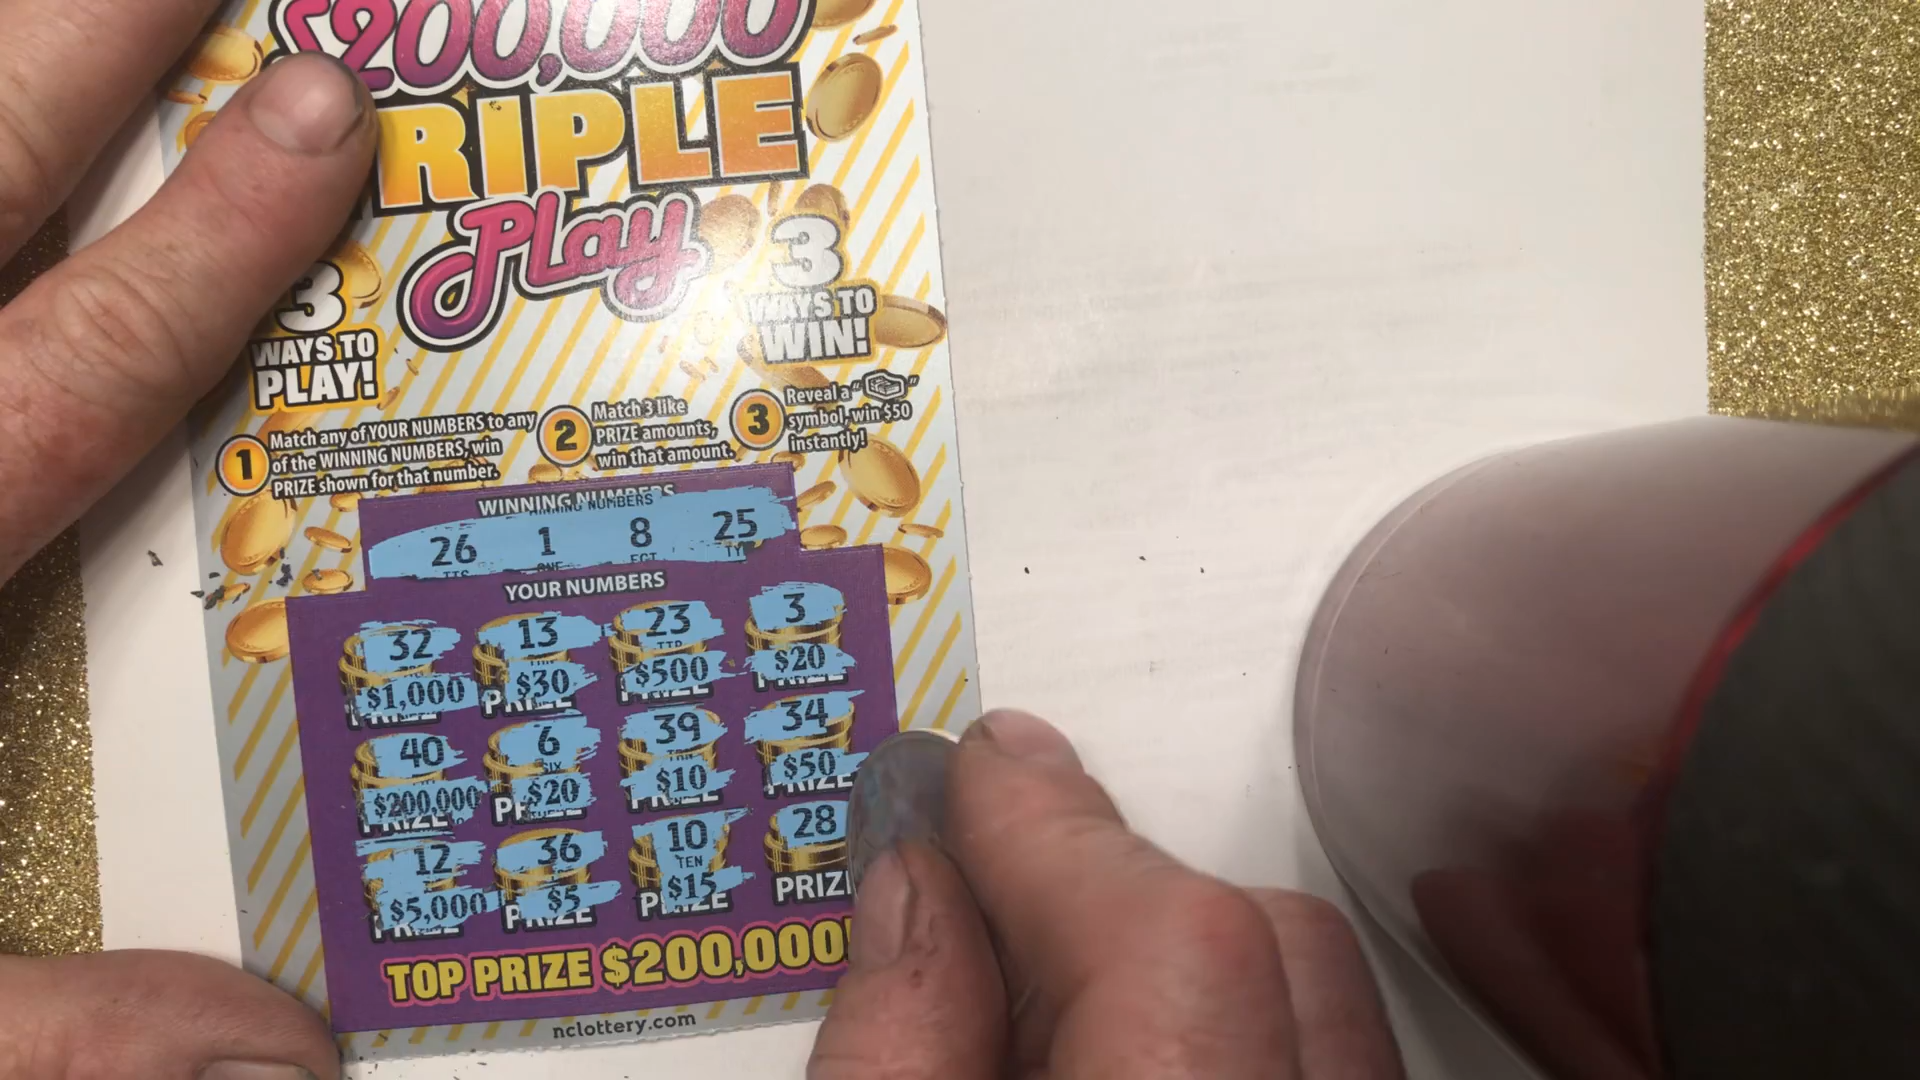 $200,000
TRIPLE
Play
3
WAYS TO
PLAY!
3
WAYS TO
WIN!
1
Match any of YOUR NUMBERS to any
of the WINNING NUMBERS, win
PRIZE shown for that number.
2
Match 3 like
PRIZE amounts,
win that amount.
3
Reveal a " "
symbol, win $50
instantly!
WINNING NUMBERS
26 1 8 25
YOUR NUMBERS
32 13 23 3
$1,000 $30 $500 $20
40 6 39 34
SIX
$200,000 $20 $10 $50
12 36 10 28
TEN
$5,000 $5 $15 PRIZE
TOP PRIZE $200,000!
nclottery.com